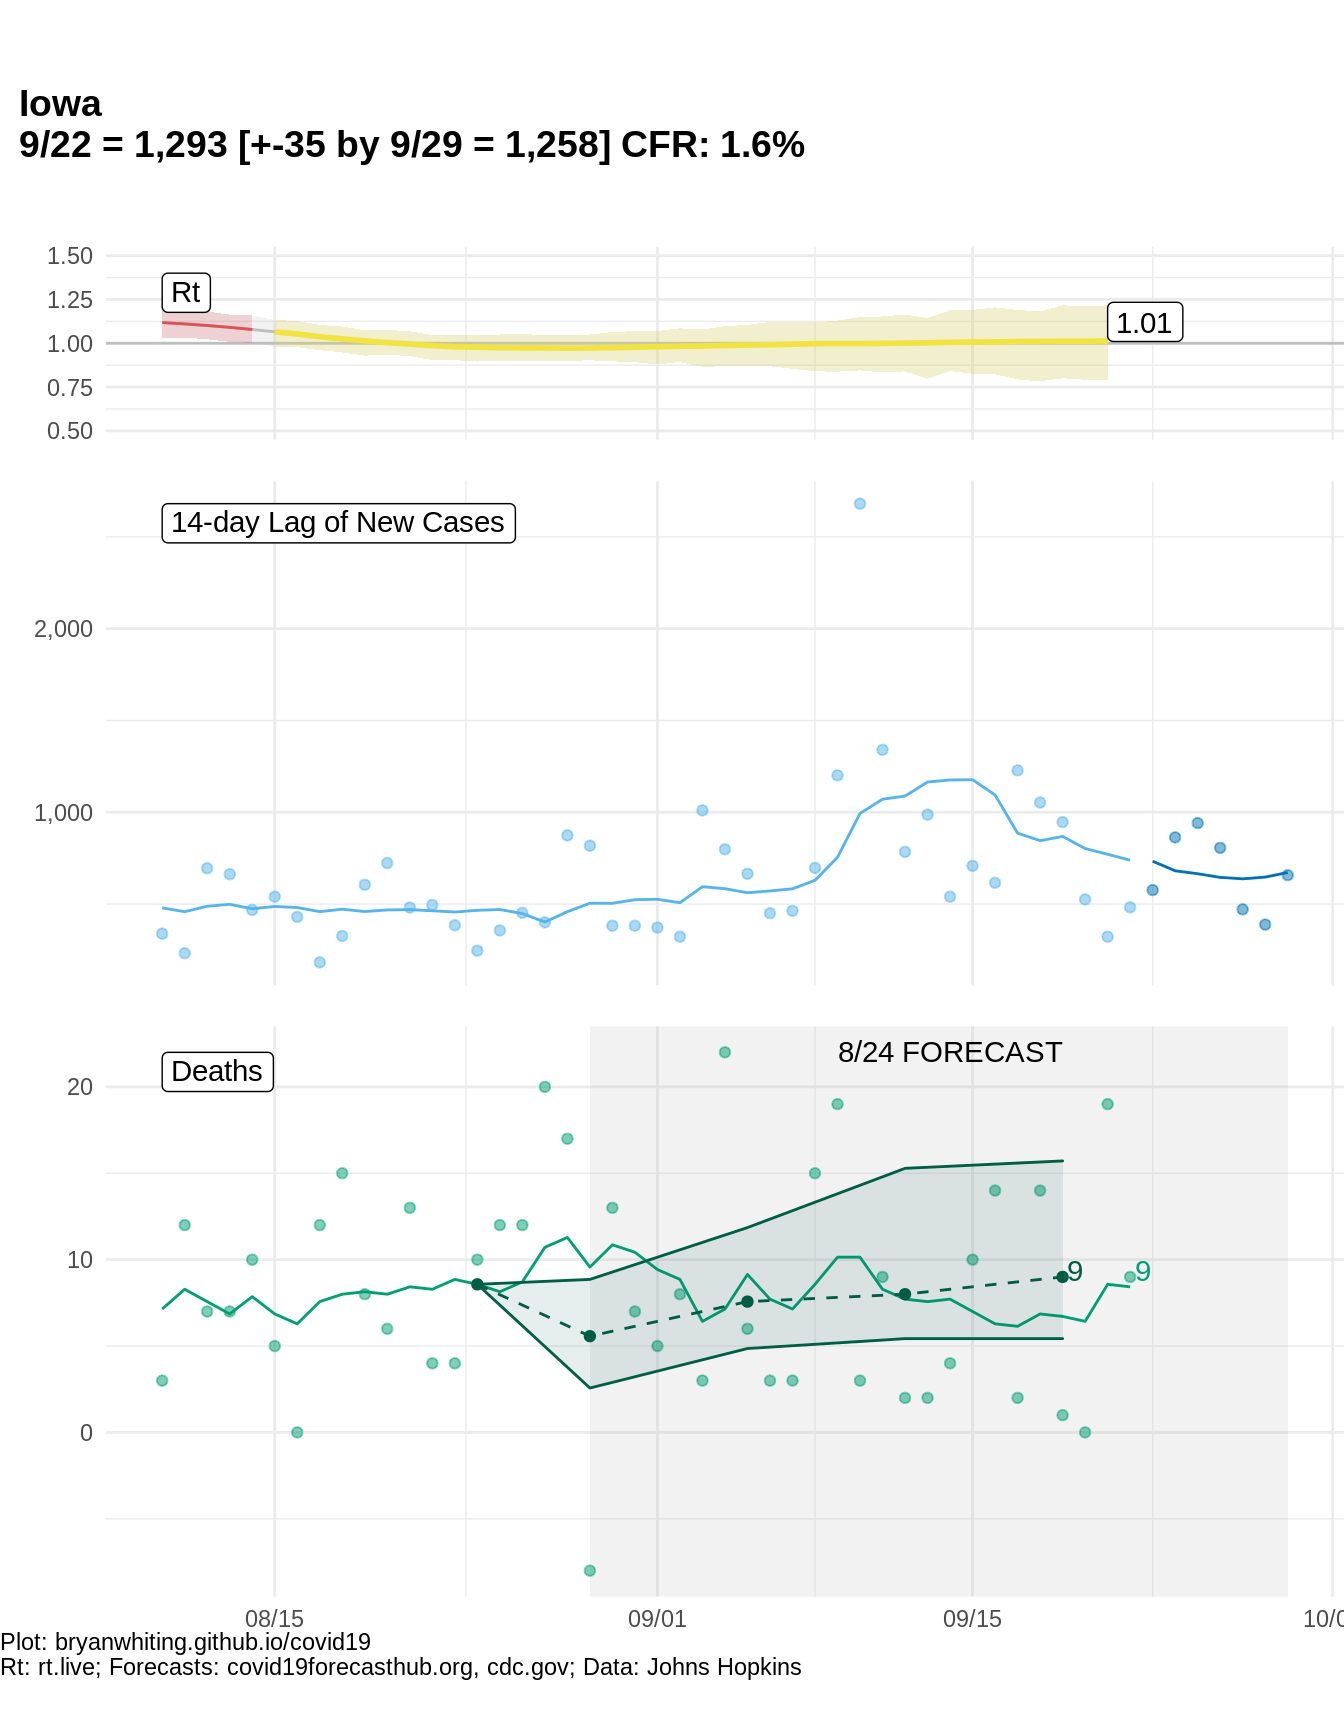 Iowa
9/22 = 1,293 [+-35 by 9/29 = 1,258] CFR: 1.6%
1.50
1.25
1.00
0.75
0.50
Rt
1.01
14-day Lag of New Cases
2,000
1,000
Deaths
8/24 FORECAST
20
10
0
9
9
08/15
09/01
09/15
10/0
Plot: bryanwhiting.github.io/covid19
Rt: rt.live; Forecasts: covid19forecasthub.org, cdc.gov; Data: Johns Hopkins